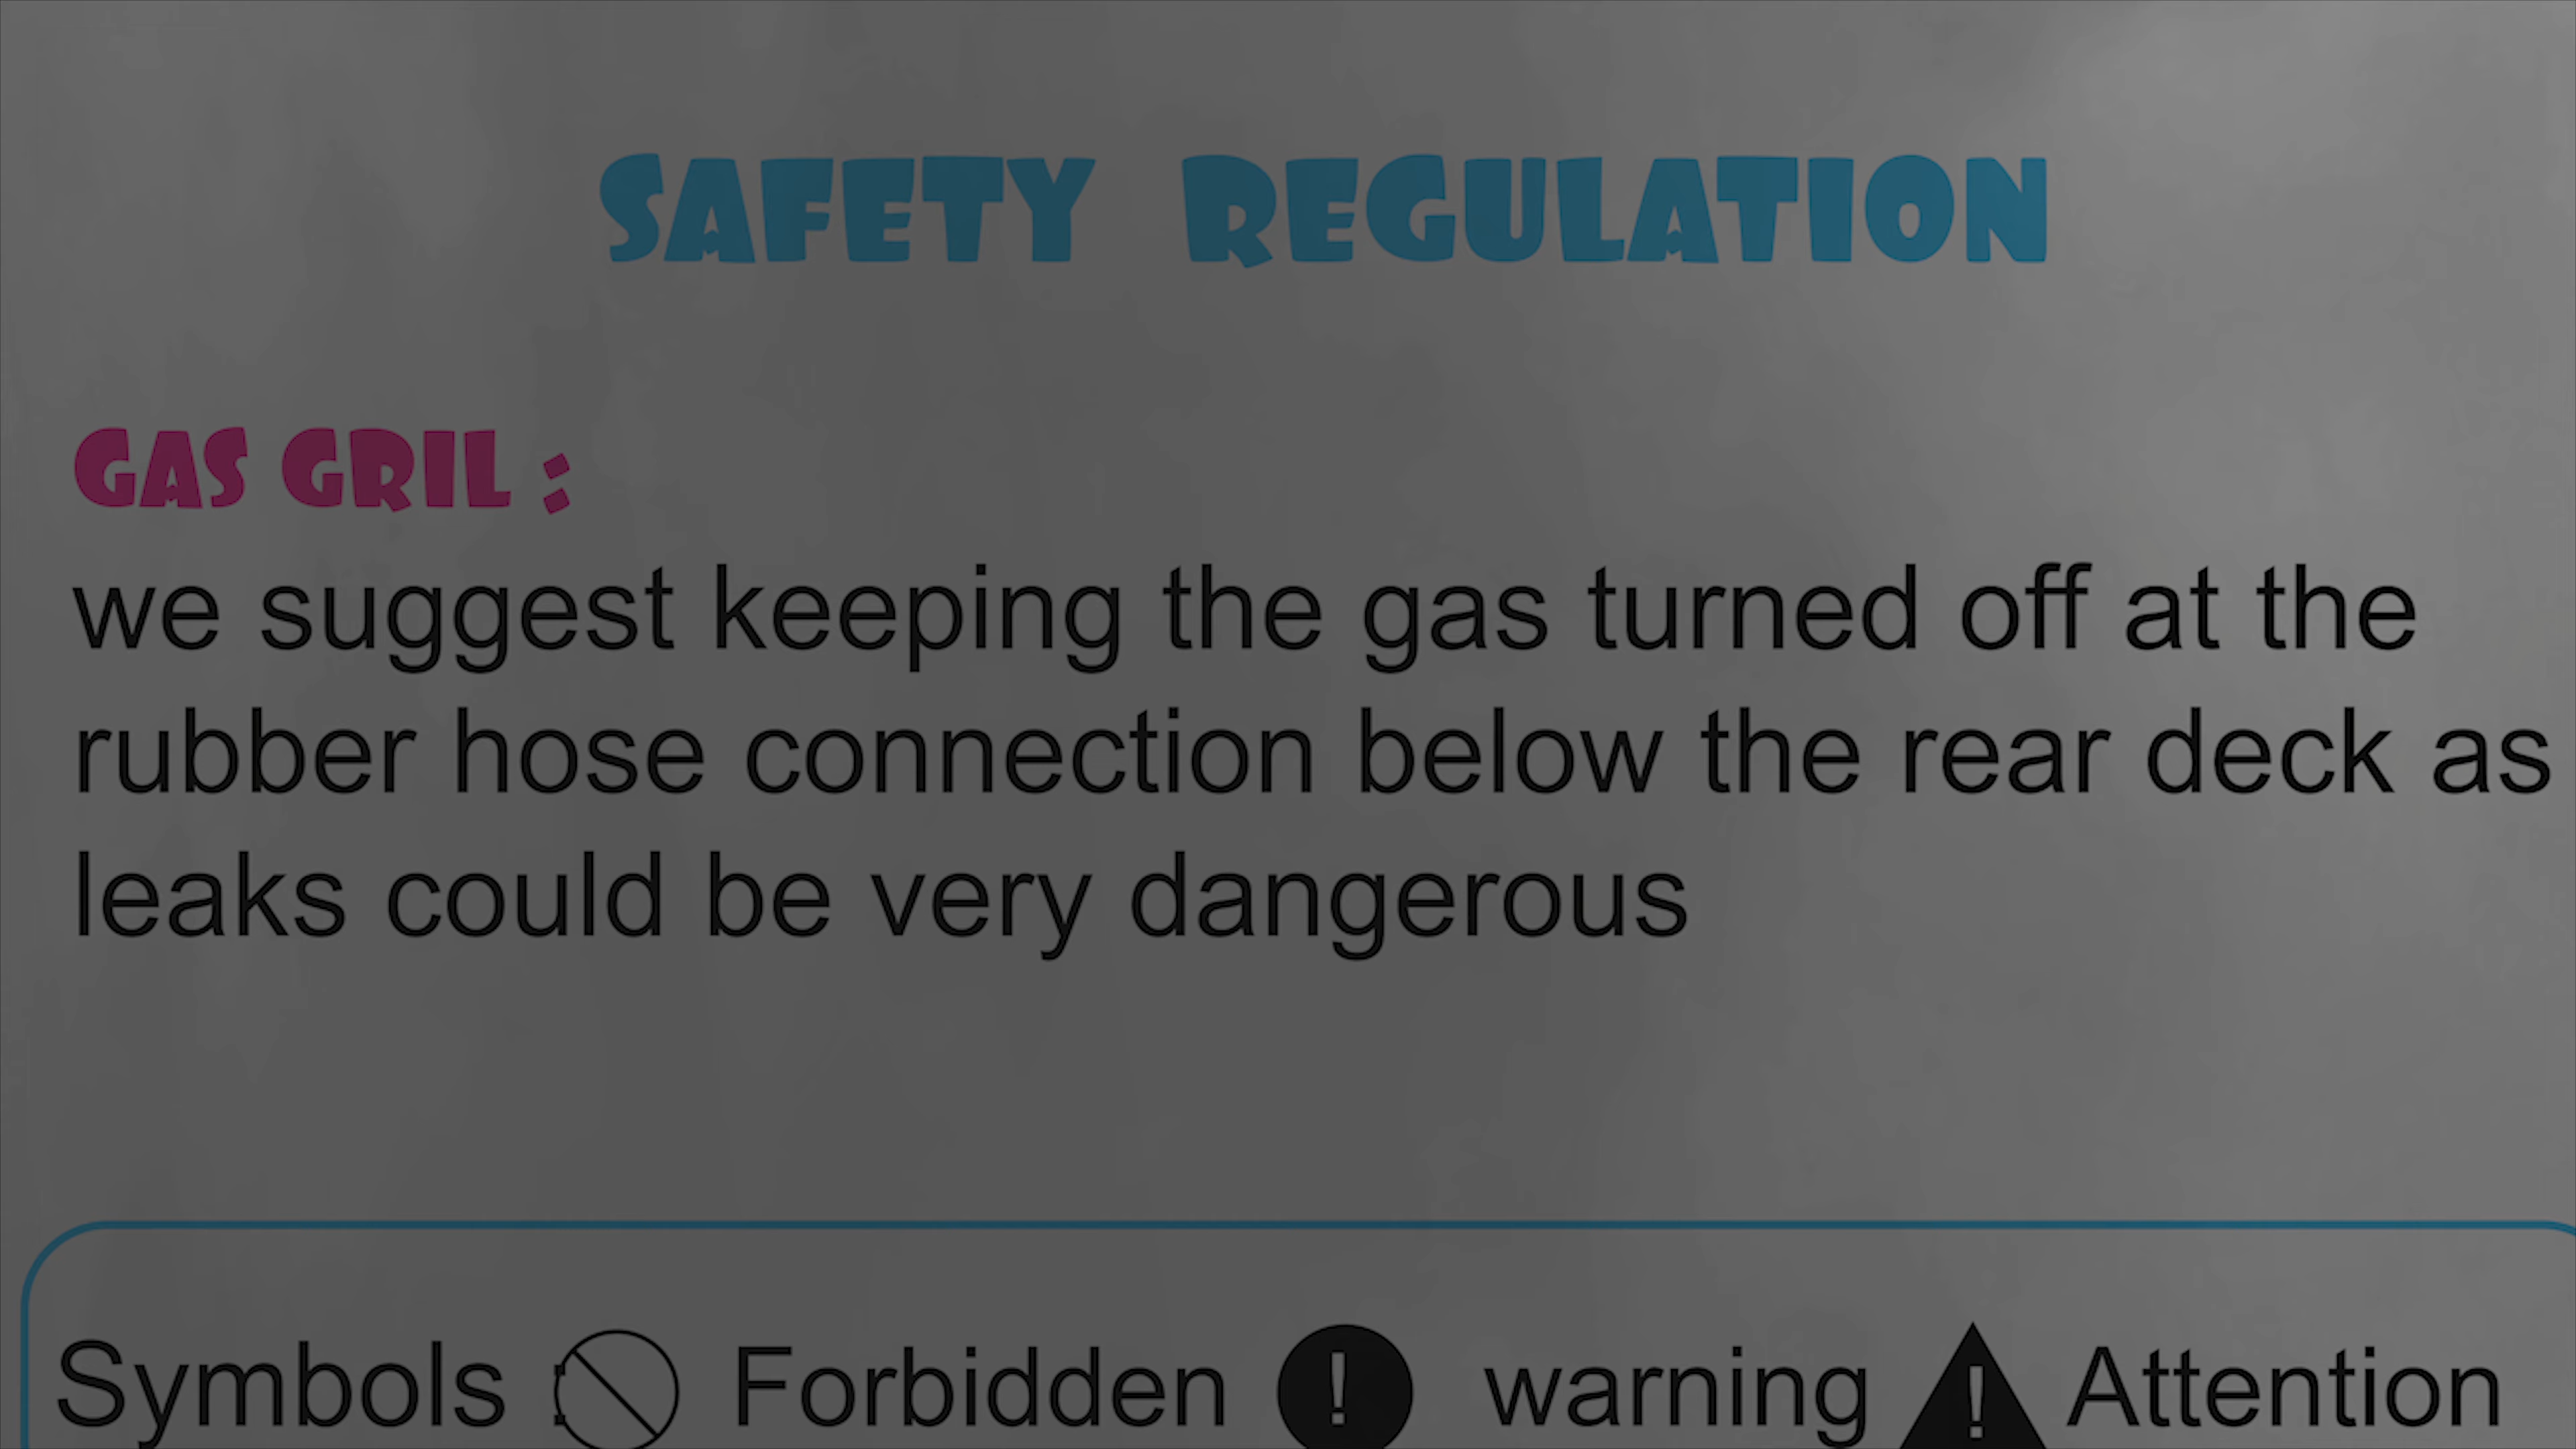 SAFETY REGULATION
GAS GRIL :
we suggest keeping the gas turned off at the
rubber hose connection below the rear deck as
leaks could be very dangerous
Symbols : Forbidden ! warning ! Attention